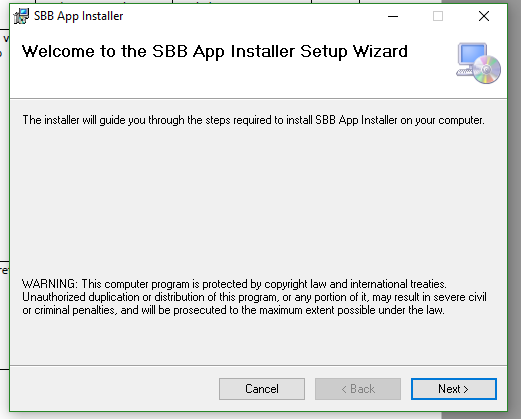 SBB App Installer
Welcome to the SBB App Installer Setup Wizard
The installer will guide you through the steps required to install SBB App Installer on your computer.
WARNING: This computer program is protected by copyright law and international treaties.
Unauthorized duplication or distribution of this program, or any portion of it, may result in severe civil
or criminal penalties, and will be prosecuted to the maximum extent possible under the law.
Cancel
< Back
Next >